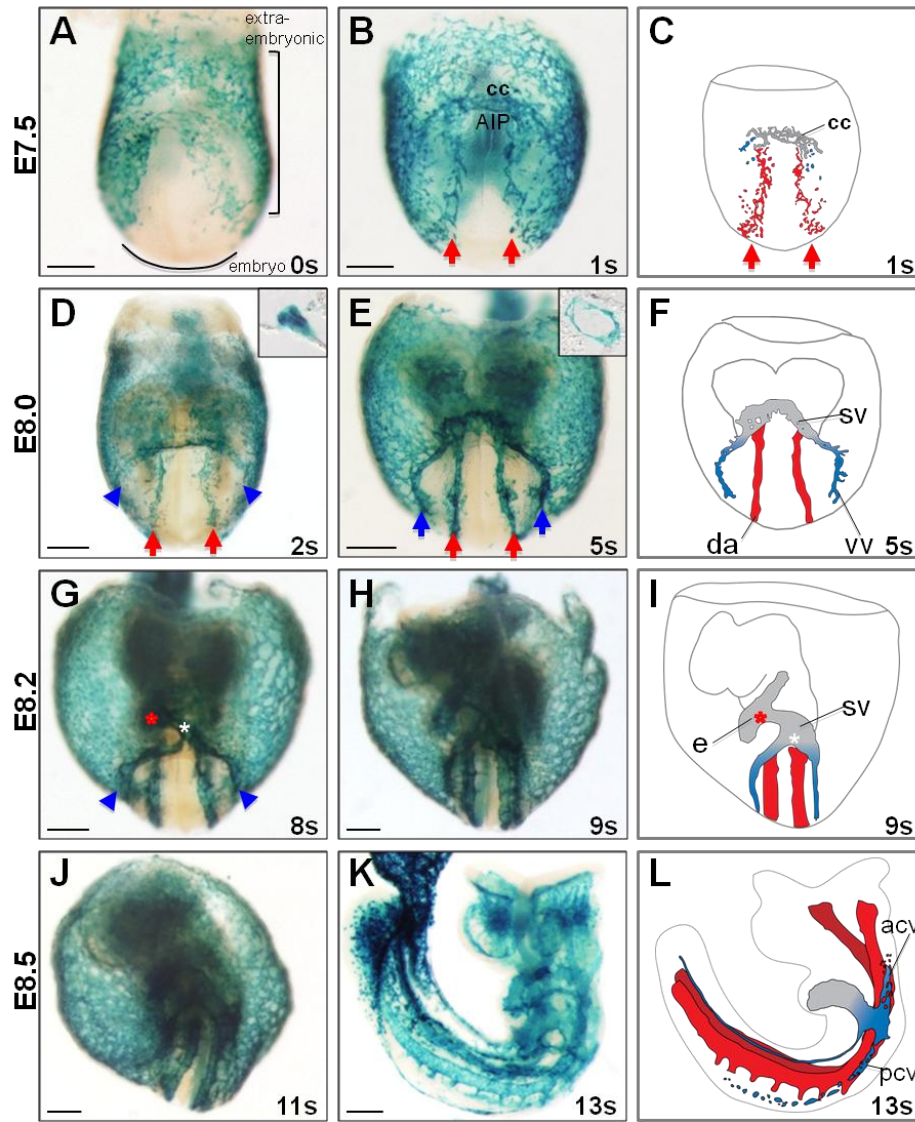 A
extra-
embryonic
embryo
0s
B
cc
AIP
1s
C
cc
1s
E7.5
D
2s
E
5s
F
sv
da
vv
5s
E8.0
G
*
*
8s
H
9s
I
sv
e
*
*
9s
E8.2
J
11s
K
13s
L
acv
pcv
13s
E8.5